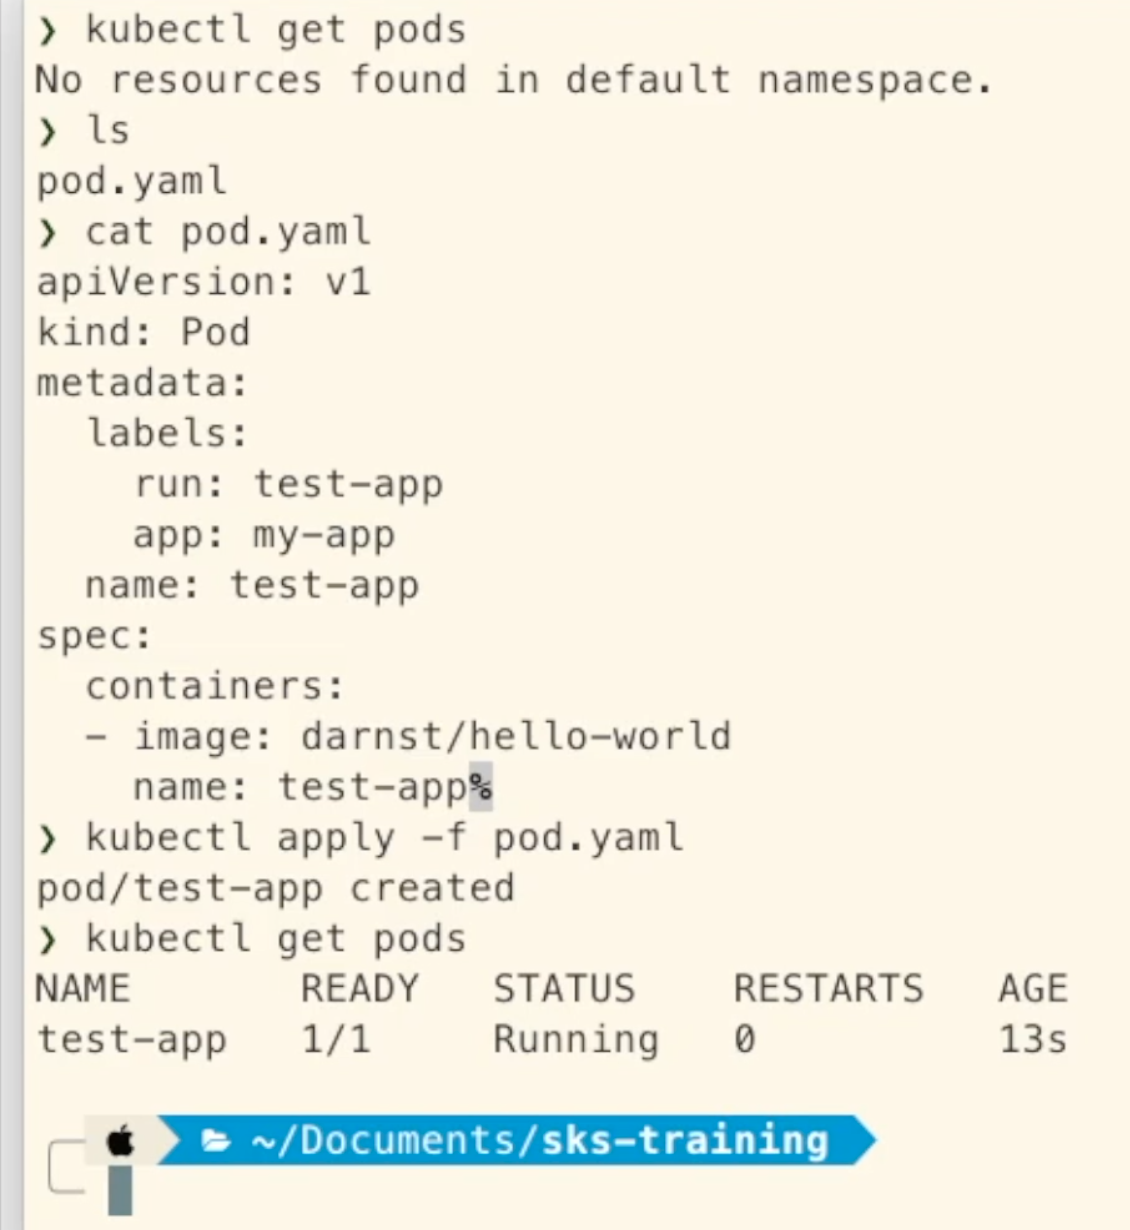 ❯ kubectl get pods
No resources found in default namespace.
❯ ls
pod.yaml
❯ cat pod.yaml
apiVersion: v1
kind: Pod
metadata:
  labels:
    run: test-app
    app: my-app
  name: test-app
spec:
  containers:
  - image: darnst/hello-world
    name: test-app%
❯ kubectl apply -f pod.yaml
pod/test-app created
❯ kubectl get pods
NAME       READY   STATUS    RESTARTS   AGE
test-app   1/1     Running   0          13s
~/Documents/sks-training